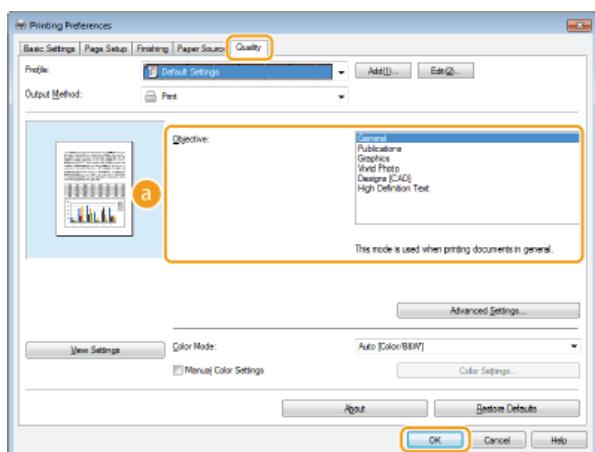 Printing Preferences
Basic Settings Page Setup Finishing Paper Source Quality
Profile: Default Settings Add(1)... Edit(2)...
Output Method: Print
Objective: General
Publications
Graphics
Vivid Photo
Designs [CAD]
High Definition Text
a
This mode is used when printing documents in general.
Advanced Settings...
View Settings Color Mode: Auto [Color/B&W]
Manual Color Settings Color Settings...
About Restore Defaults
OK Cancel Help